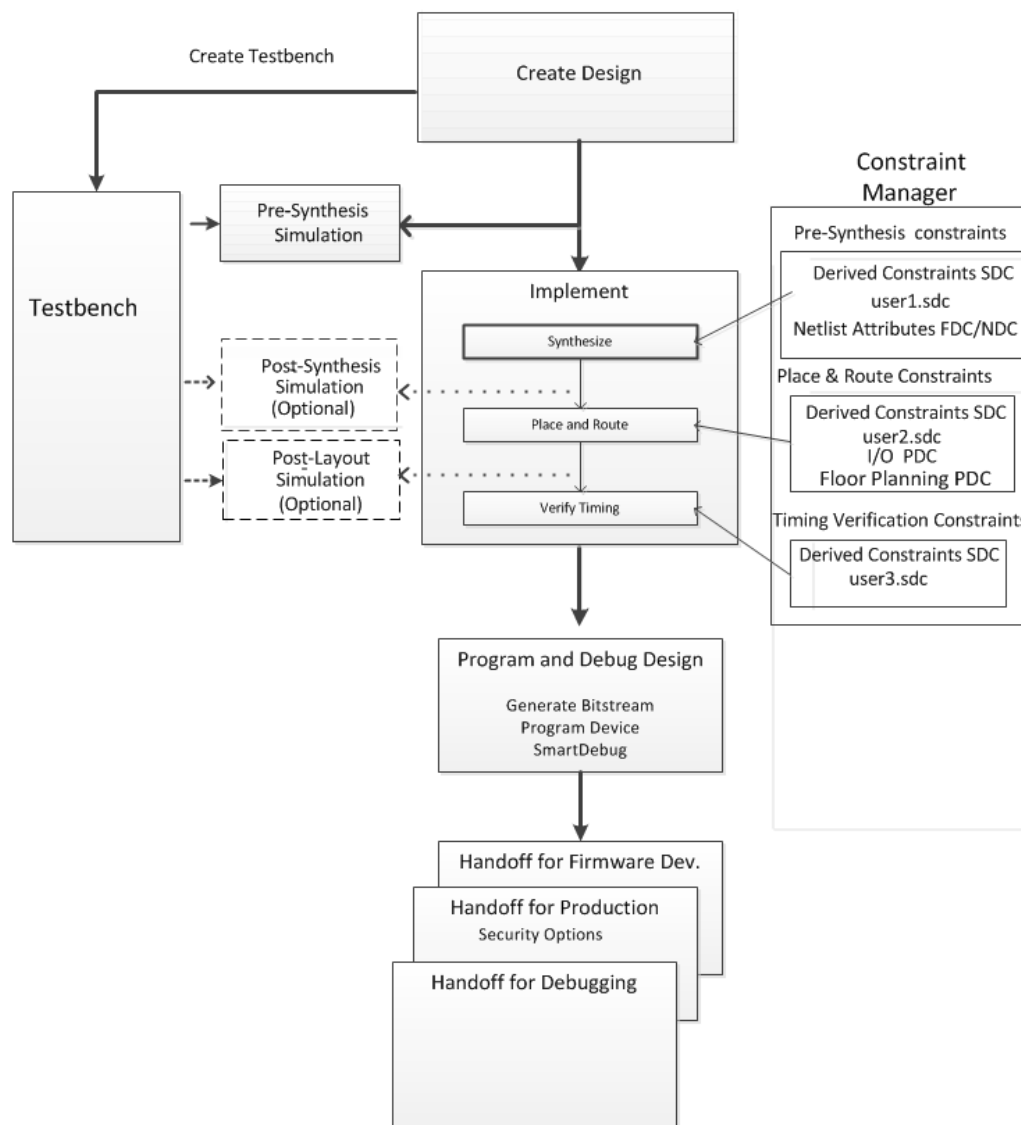 Create Testbench
Create Design
Constraint
Manager
Pre-Synthesis
Simulation
Pre-Synthesis constraints
Derived Constraints SDC
user1.sdc
Netlist Attributes FDC/NDC
Testbench
Implement
Synthesize
Post-Synthesis
Simulation
(Optional)
Place & Route Constraints
Derived Constraints SDC
user2.sdc
I/O PDC
Floor Planning PDC
Place and Route
Post-Layout
Simulation
(Optional)
Verify Timing
Timing Verification Constraints
Derived Constraints SDC
user3.sdc
Program and Debug Design
Generate Bitstream
Program Device
SmartDebug
Handoff for Firmware Dev.
Handoff for Production
Security Options
Handoff for Debugging